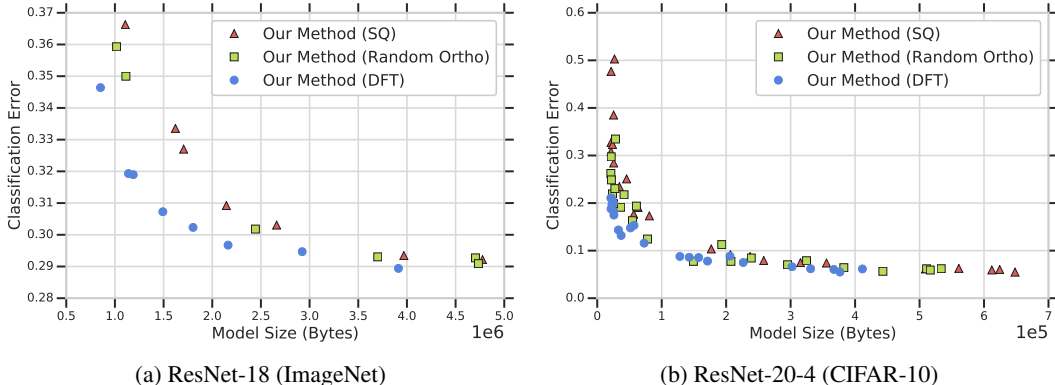 0.37
0.36
0.35
0.34
0.33
0.32
0.31
0.30
0.29
0.28
Classification Error
Our Method (SQ)
Our Method (Random Ortho)
Our Method (DFT)
0.5 1.0 1.5 2.0 2.5 3.0 3.5 4.0 4.5 5.0
Model Size (Bytes) 1e6
(a) ResNet-18 (ImageNet)
0.6
0.5
0.4
0.3
0.2
0.1
0.0
Classification Error
Our Method (SQ)
Our Method (Random Ortho)
Our Method (DFT)
0 1 2 3 4 5 6 7
Model Size (Bytes) 1e5
(b) ResNet-20-4 (CIFAR-10)